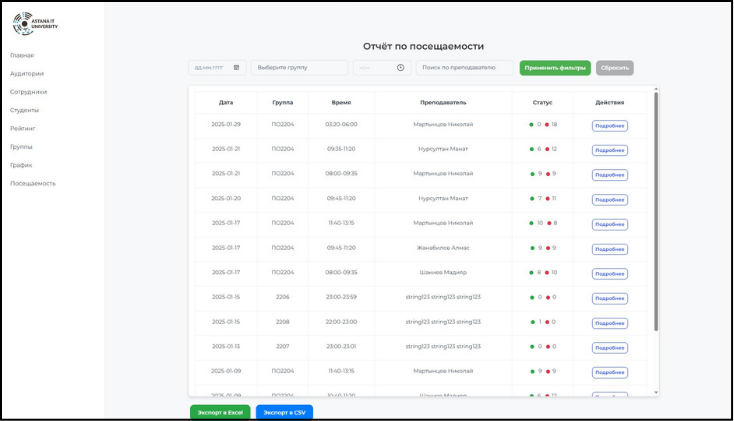 ASTANA IT
UNIVERSITY
Главная
Аудитории
Сотрудники
Студенты
Рейтинг
Группы
График
Посещаемость
Отчёт по посещаемости
дд.мм.гггг Выберите группу --:-- Поиск по преподавателю Применить фильтры Сбросить
Дата Группа Время Преподаватель Статус Действия
2025-01-29 ПО2204 03:20-06:00 Мартынцов Николай 0 18 Подробнее
2025-01-21 ПО2204 09:35-11:20 Нурсултан Манат 6 12 Подробнее
2025-01-21 ПО2204 08:00-09:35 Мартынцов Николай 9 9 Подробнее
2025-01-20 ПО2204 09:45-11:20 Нурсултан Манат 7 11 Подробнее
2025-01-17 ПО2204 11:40-13:15 Мартынцов Николай 10 8 Подробнее
2025-01-17 ПО2204 09:45-11:20 Жанабилов Алмас 9 9 Подробнее
2025-01-17 ПО2204 08:00-09:35 Шаимов Мадияр 8 10 Подробнее
2025-01-15 2206 23:00-23:59 string123 string123 string123 0 0 Подробнее
2025-01-15 2208 22:00-23:00 string123 string123 string123 1 0 Подробнее
2025-01-13 2207 23:00-23:01 string123 string123 string123 0 0 Подробнее
2025-01-09 ПО2204 11:40-13:15 Мартынцов Николай 9 9 Подробнее
2025-01-09 ПО2204 10:40-11:20
Экспорт в Excel Экспорт в CSV